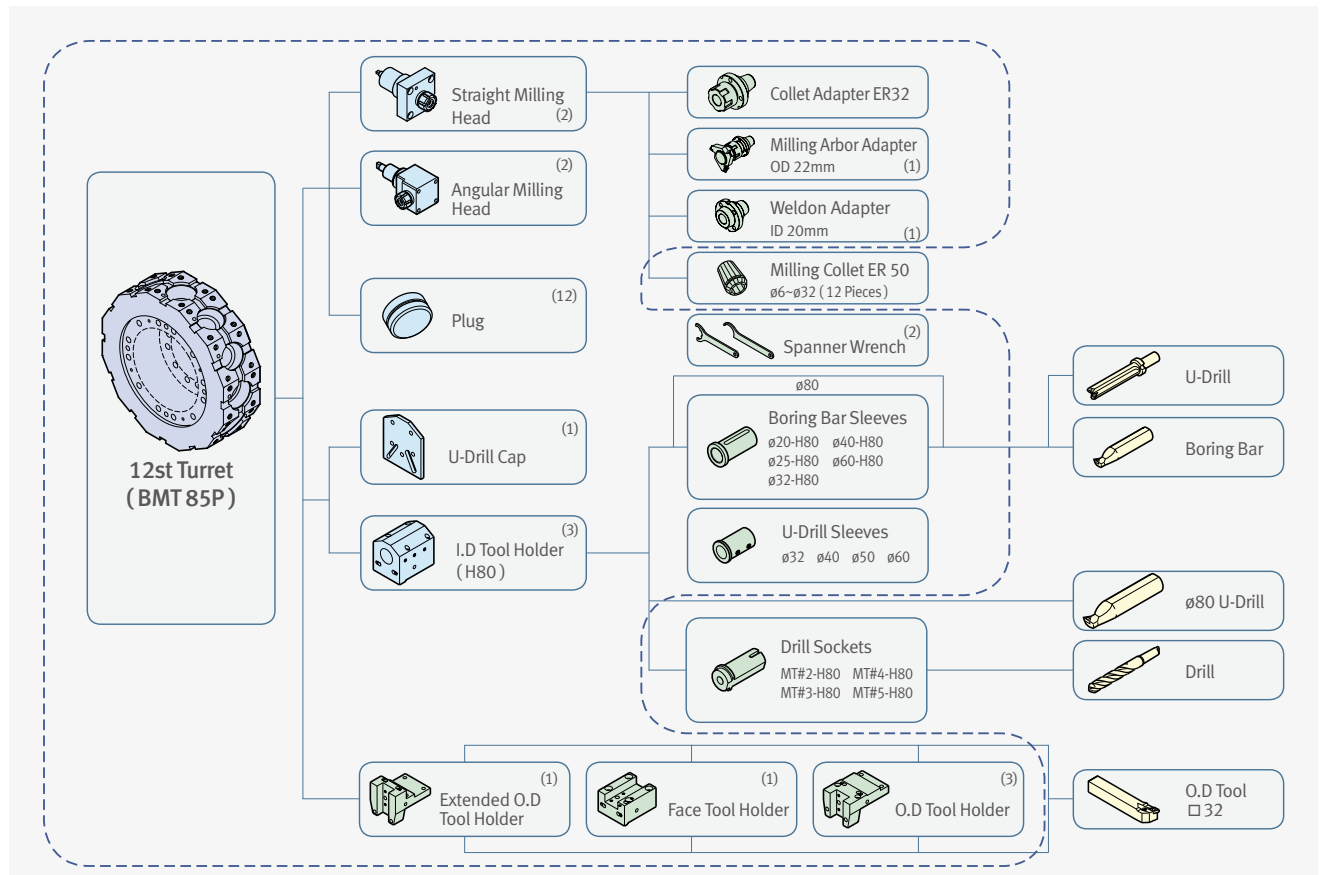 12st Turret
( BMT 85P )
Straight Milling
Head
(2)
(2)
Angular Milling
Head
(12)
Plug
(1)
U-Drill Cap
(3)
I.D Tool Holder
( H80 )
Collet Adapter ER32
Milling Arbor Adapter
OD 22mm (1)
Weldon Adapter
ID 20mm (1)
Milling Collet ER 50
ø6~ø32 ( 12 Pieces )
(2)
Spanner Wrench
ø80
Boring Bar Sleeves
ø20-H80 ø40-H80
ø25-H80 ø60-H80
ø32-H80
U-Drill Sleeves
ø32 ø40 ø50 ø60
Drill Sockets
MT#2-H80 MT#4-H80
MT#3-H80 MT#5-H80
U-Drill
Boring Bar
ø80 U-Drill
Drill
(1)
Extended O.D
Tool Holder
(1)
Face Tool Holder
(3)
O.D Tool Holder
O.D Tool
□ 32